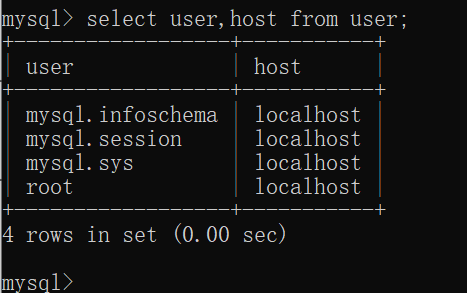 mysql> select user,host from user;
+------------------+-----------+
| user             | host      |
+------------------+-----------+
| mysql.infoschema | localhost |
| mysql.session    | localhost |
| mysql.sys        | localhost |
| root             | localhost |
+------------------+-----------+
4 rows in set (0.00 sec)
mysql>